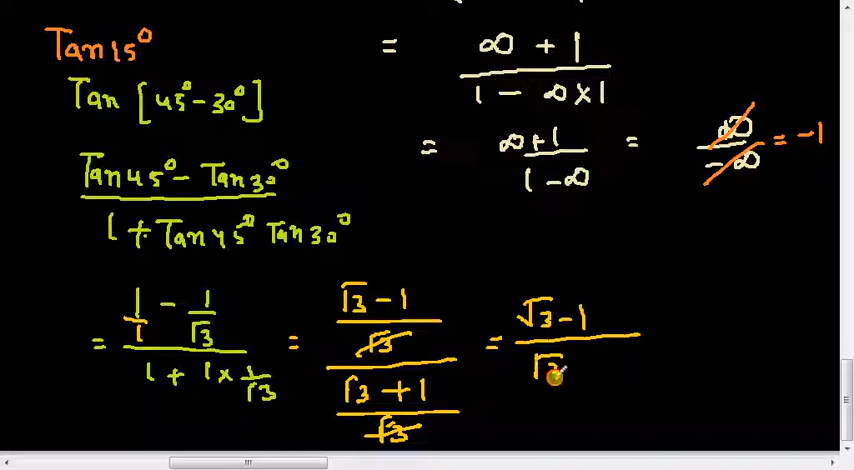 Tan15°
Tan [45°-30°]
Tan45° - Tan30°
1 + Tan45° Tan30°
= 1/1 - 1/√3
1 + 1 × 1/√3
= √3 - 1
√3
√3 + 1
√3
= √3 - 1
√3
= ∞ + 1
1 - ∞×1
= ∞+1
1 - ∞
= ∞
-∞
= -1